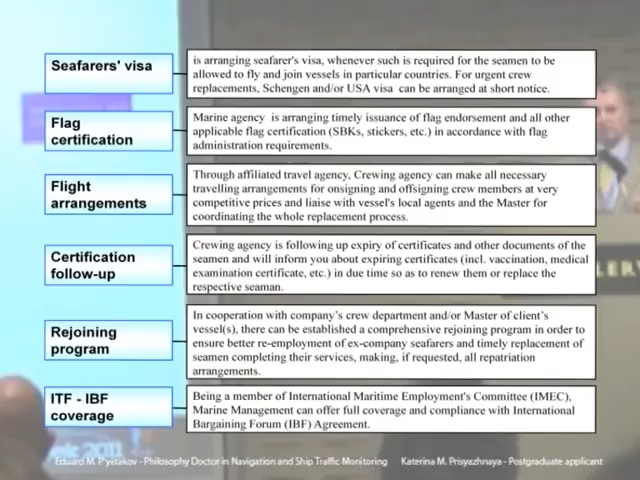 Seafarers' visa
is arranging seafarer's visa, whenever such is required for the seamen to be
allowed to fly and join vessels in particular countries. For urgent crew
replacements, Schengen and/or USA visa can be arranged at short notice.
Flag
certification
Marine agency is arranging timely issuance of flag endorsement and all other
applicable flag certification (SBKs, stickers, etc.) in accordance with flag
administration requirements.
Flight
arrangements
Through affiliated travel agency, Crewing agency can make all necessary
travelling arrangements for onsigning and offsigning crew members at very
competitive prices and liaise with vessel's local agents and the Master for
coordinating the whole replacement process.
Certification
follow-up
Crewing agency is following up expiry of certificates and other documents of the
seamen and will inform you about expiring certificates (incl. vaccination, medical
examination certificate, etc.) in due time so as to renew them or replace the
respective seaman.
Rejoining
program
In cooperation with company's crew department and/or Master of client's
vessel(s), there can be established a comprehensive rejoining program in order to
ensure better re-employment of ex-company seafarers and timely replacement of
seamen completing their services, making, if requested, all repatriation
arrangements.
ITF - IBF
coverage
Being a member of International Maritime Employment's Committee (IMEC),
Marine Management can offer full coverage and compliance with International
Bargaining Forum (IBF) Agreement.
2011
Eduard M. Pyatakov - Philosophy Doctor in Navigation and Ship Traffic Monitoring Katerina M. Prisyazhnaya - Postgraduate applicant